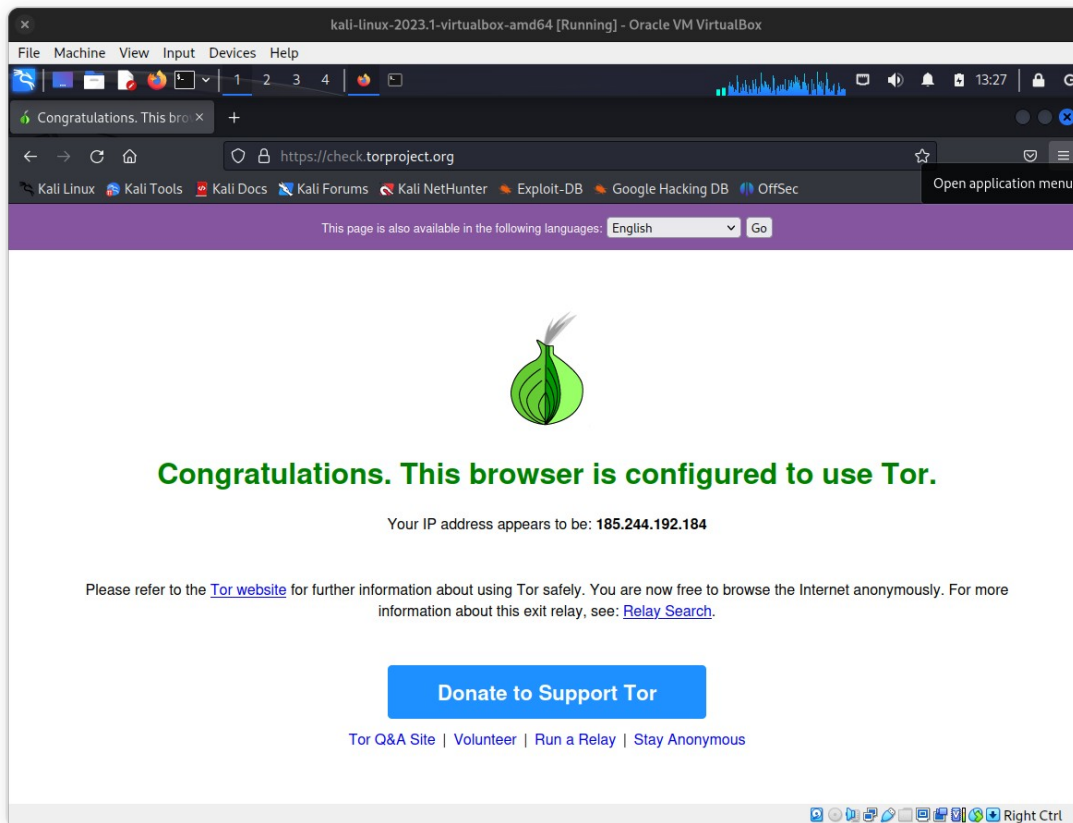 kali-linux-2023.1-virtualbox-amd64 [Running] - Oracle VM VirtualBox
File Machine View Input Devices Help
1 2 3 4 13:27
Congratulations. This bro
https://check.torproject.org
Kali Linux Kali Tools Kali Docs Kali Forums Kali NetHunter Exploit-DB Google Hacking DB OffSec
Open application menu
This page is also available in the following languages: English Go
Congratulations. This browser is configured to use Tor.
Your IP address appears to be: 185.244.192.184
Please refer to the Tor website for further information about using Tor safely. You are now free to browse the Internet anonymously. For more
information about this exit relay, see: Relay Search.
Donate to Support Tor
Tor Q&A Site | Volunteer | Run a Relay | Stay Anonymous
Right Ctrl